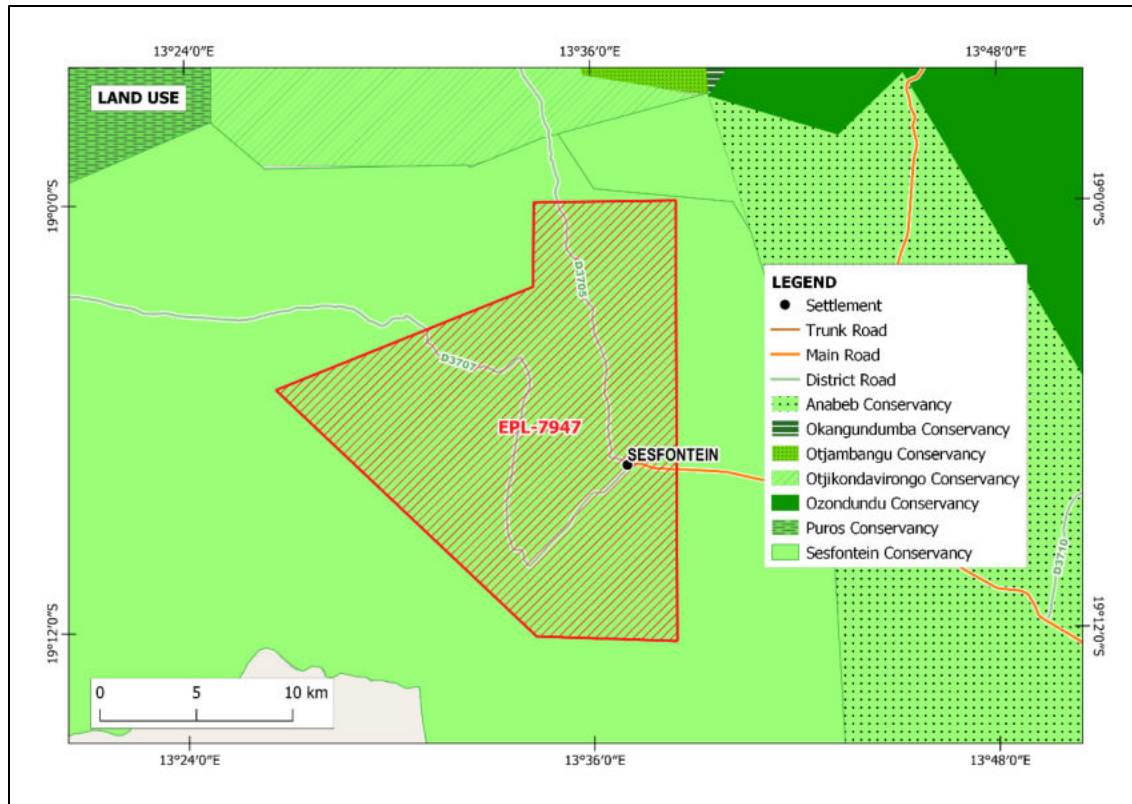 13°24'0"E 13°36'0"E 13°48'0"E
LAND USE
19°0'0"S 19°0'0"S
D3705
LEGEND
Settlement
Trunk Road
Main Road
District Road
Anabeb Conservancy
Okangundumba Conservancy
Otjambangu Conservancy
Otjikondavirongo Conservancy
Ozondundu Conservancy
Puros Conservancy
Sesfontein Conservancy
D3707
EPL-7947
SESFONTEIN
D3710
19°12'0"S 19°12'0"S
0 5 10 km
13°24'0"E 13°36'0"E 13°48'0"E